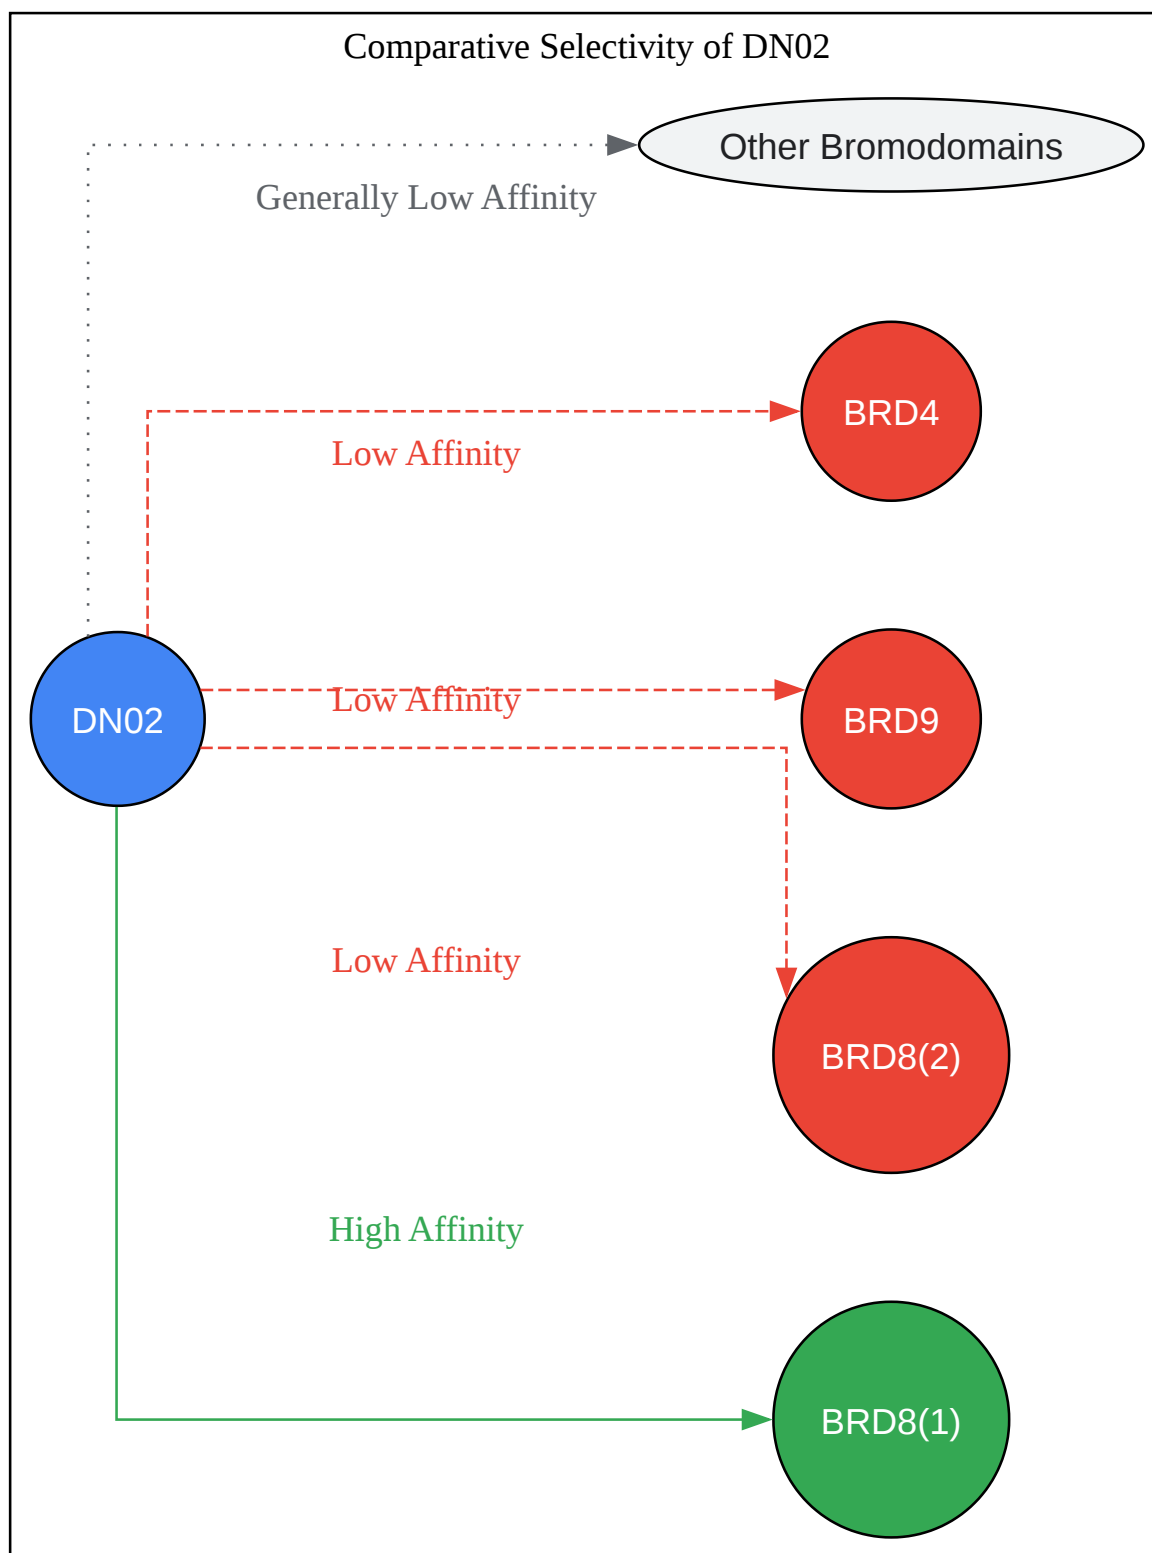 Comparative Selectivity of DN02
Other Bromodomains
Generally Low Affinity
BRD4
Low Affinity
Low Affinity
DN02
BRD9
Low Affinity
BRD8(2)
High Affinity
BRD8(1)